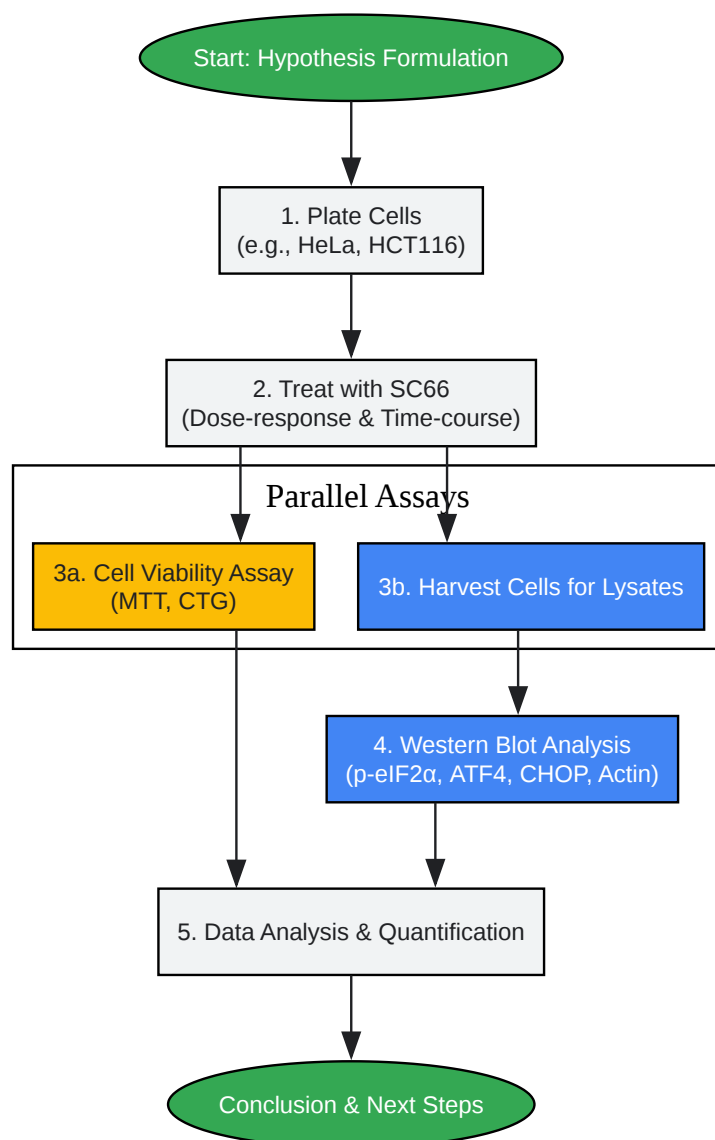 Start: Hypothesis Formulation
1. Plate Cells
(e.g., HeLa, HCT116)
2. Treat with SC66
(Dose-response & Time-course)
Parallel Assays
3a. Cell Viability Assay
(MTT, CTG)
3b. Harvest Cells for Lysates
4. Western Blot Analysis
(p-eIF2α, ATF4, CHOP, Actin)
5. Data Analysis & Quantification
Conclusion & Next Steps